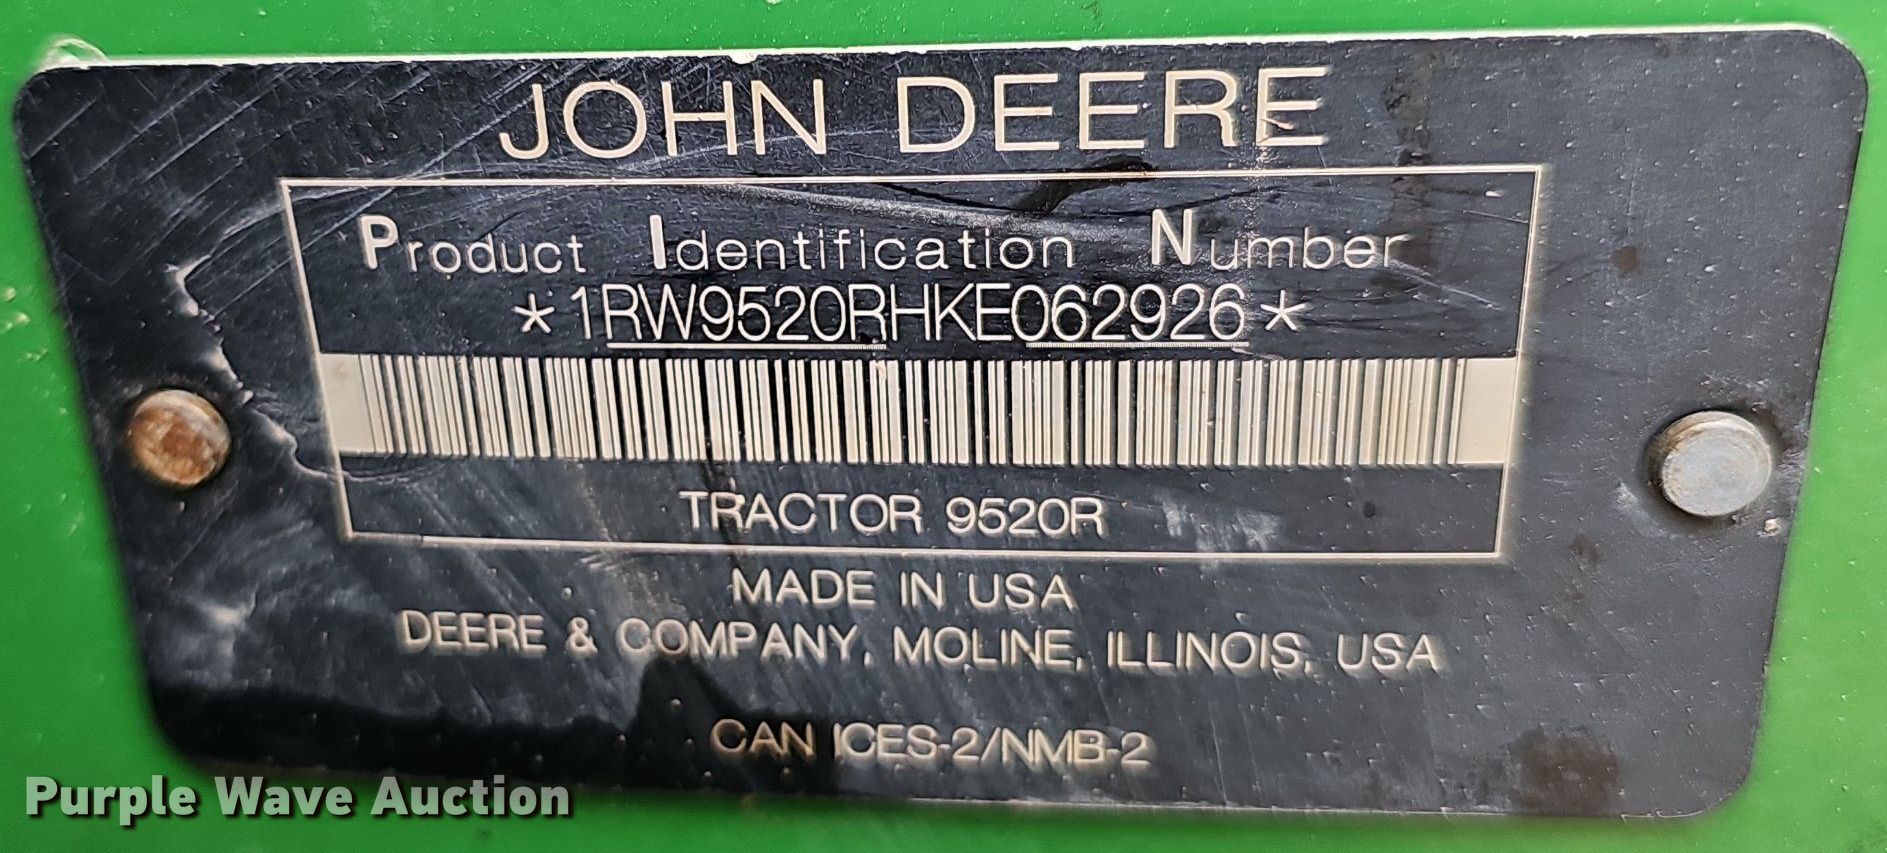 JOHN DEERE
Product Identification Number
*1RW9520RHKE062926*
TRACTOR 9520R
MADE IN USA
DEERE & COMPANY, MOLINE, ILLINOIS, USA
CAN ICES-2/NMB-2
Purple Wave Auction